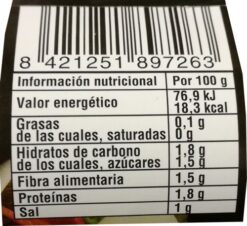 8 421251 897263
Información nutricional Por 100 g
Valor energético 76,9 kJ
18,3 kcal
Grasas 0,1 g
de las cuales, saturadas 0 g
Hidratos de carbono 1,8 g
de los cuales, azúcares 1,5 g
Fibra alimentaria 1,5 g
Proteínas 1,8 g
Sal 1 g